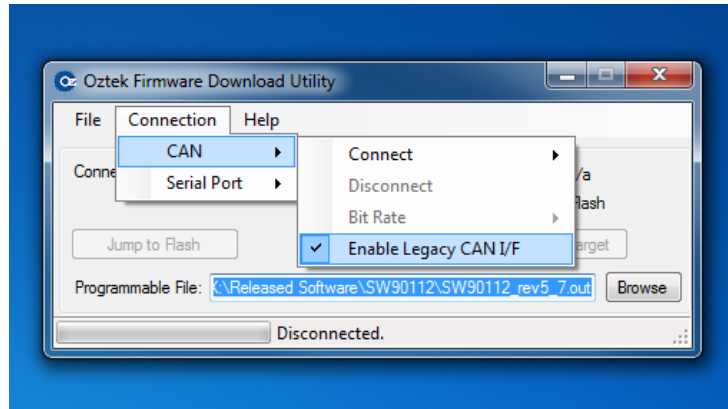 Oztek Firmware Download Utility
File Connection Help
CAN
Connect
Serial Port
Disconnect
Bit Rate
Enable Legacy CAN I/F
Jump to Flash
Programmable File: X:\Released Software\SW90112\SW90112_rev5_7.out Browse
Disconnected.